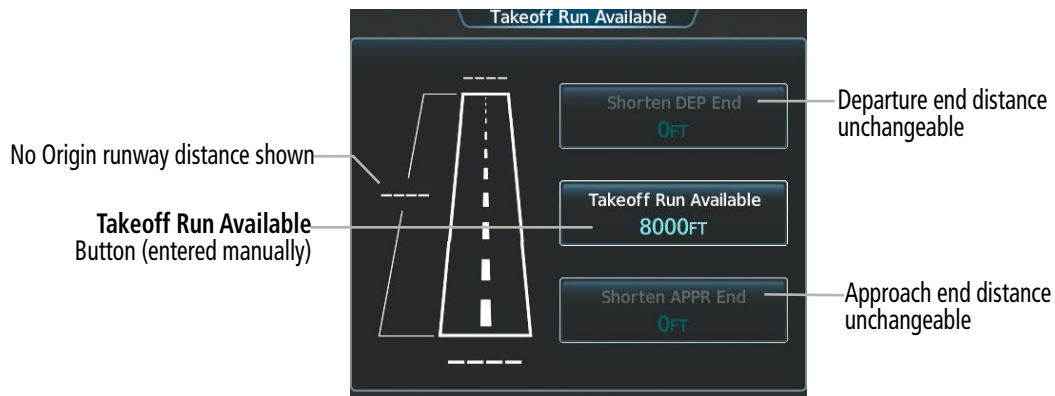 Takeoff Run Available
Shorten DEP End
0FT
Departure end distance
unchangeable
No Origin runway distance shown
Takeoff Run Available
8000FT
Takeoff Run Available
Button (entered manually)
Shorten APPR End
0FT
Approach end distance
unchangeable